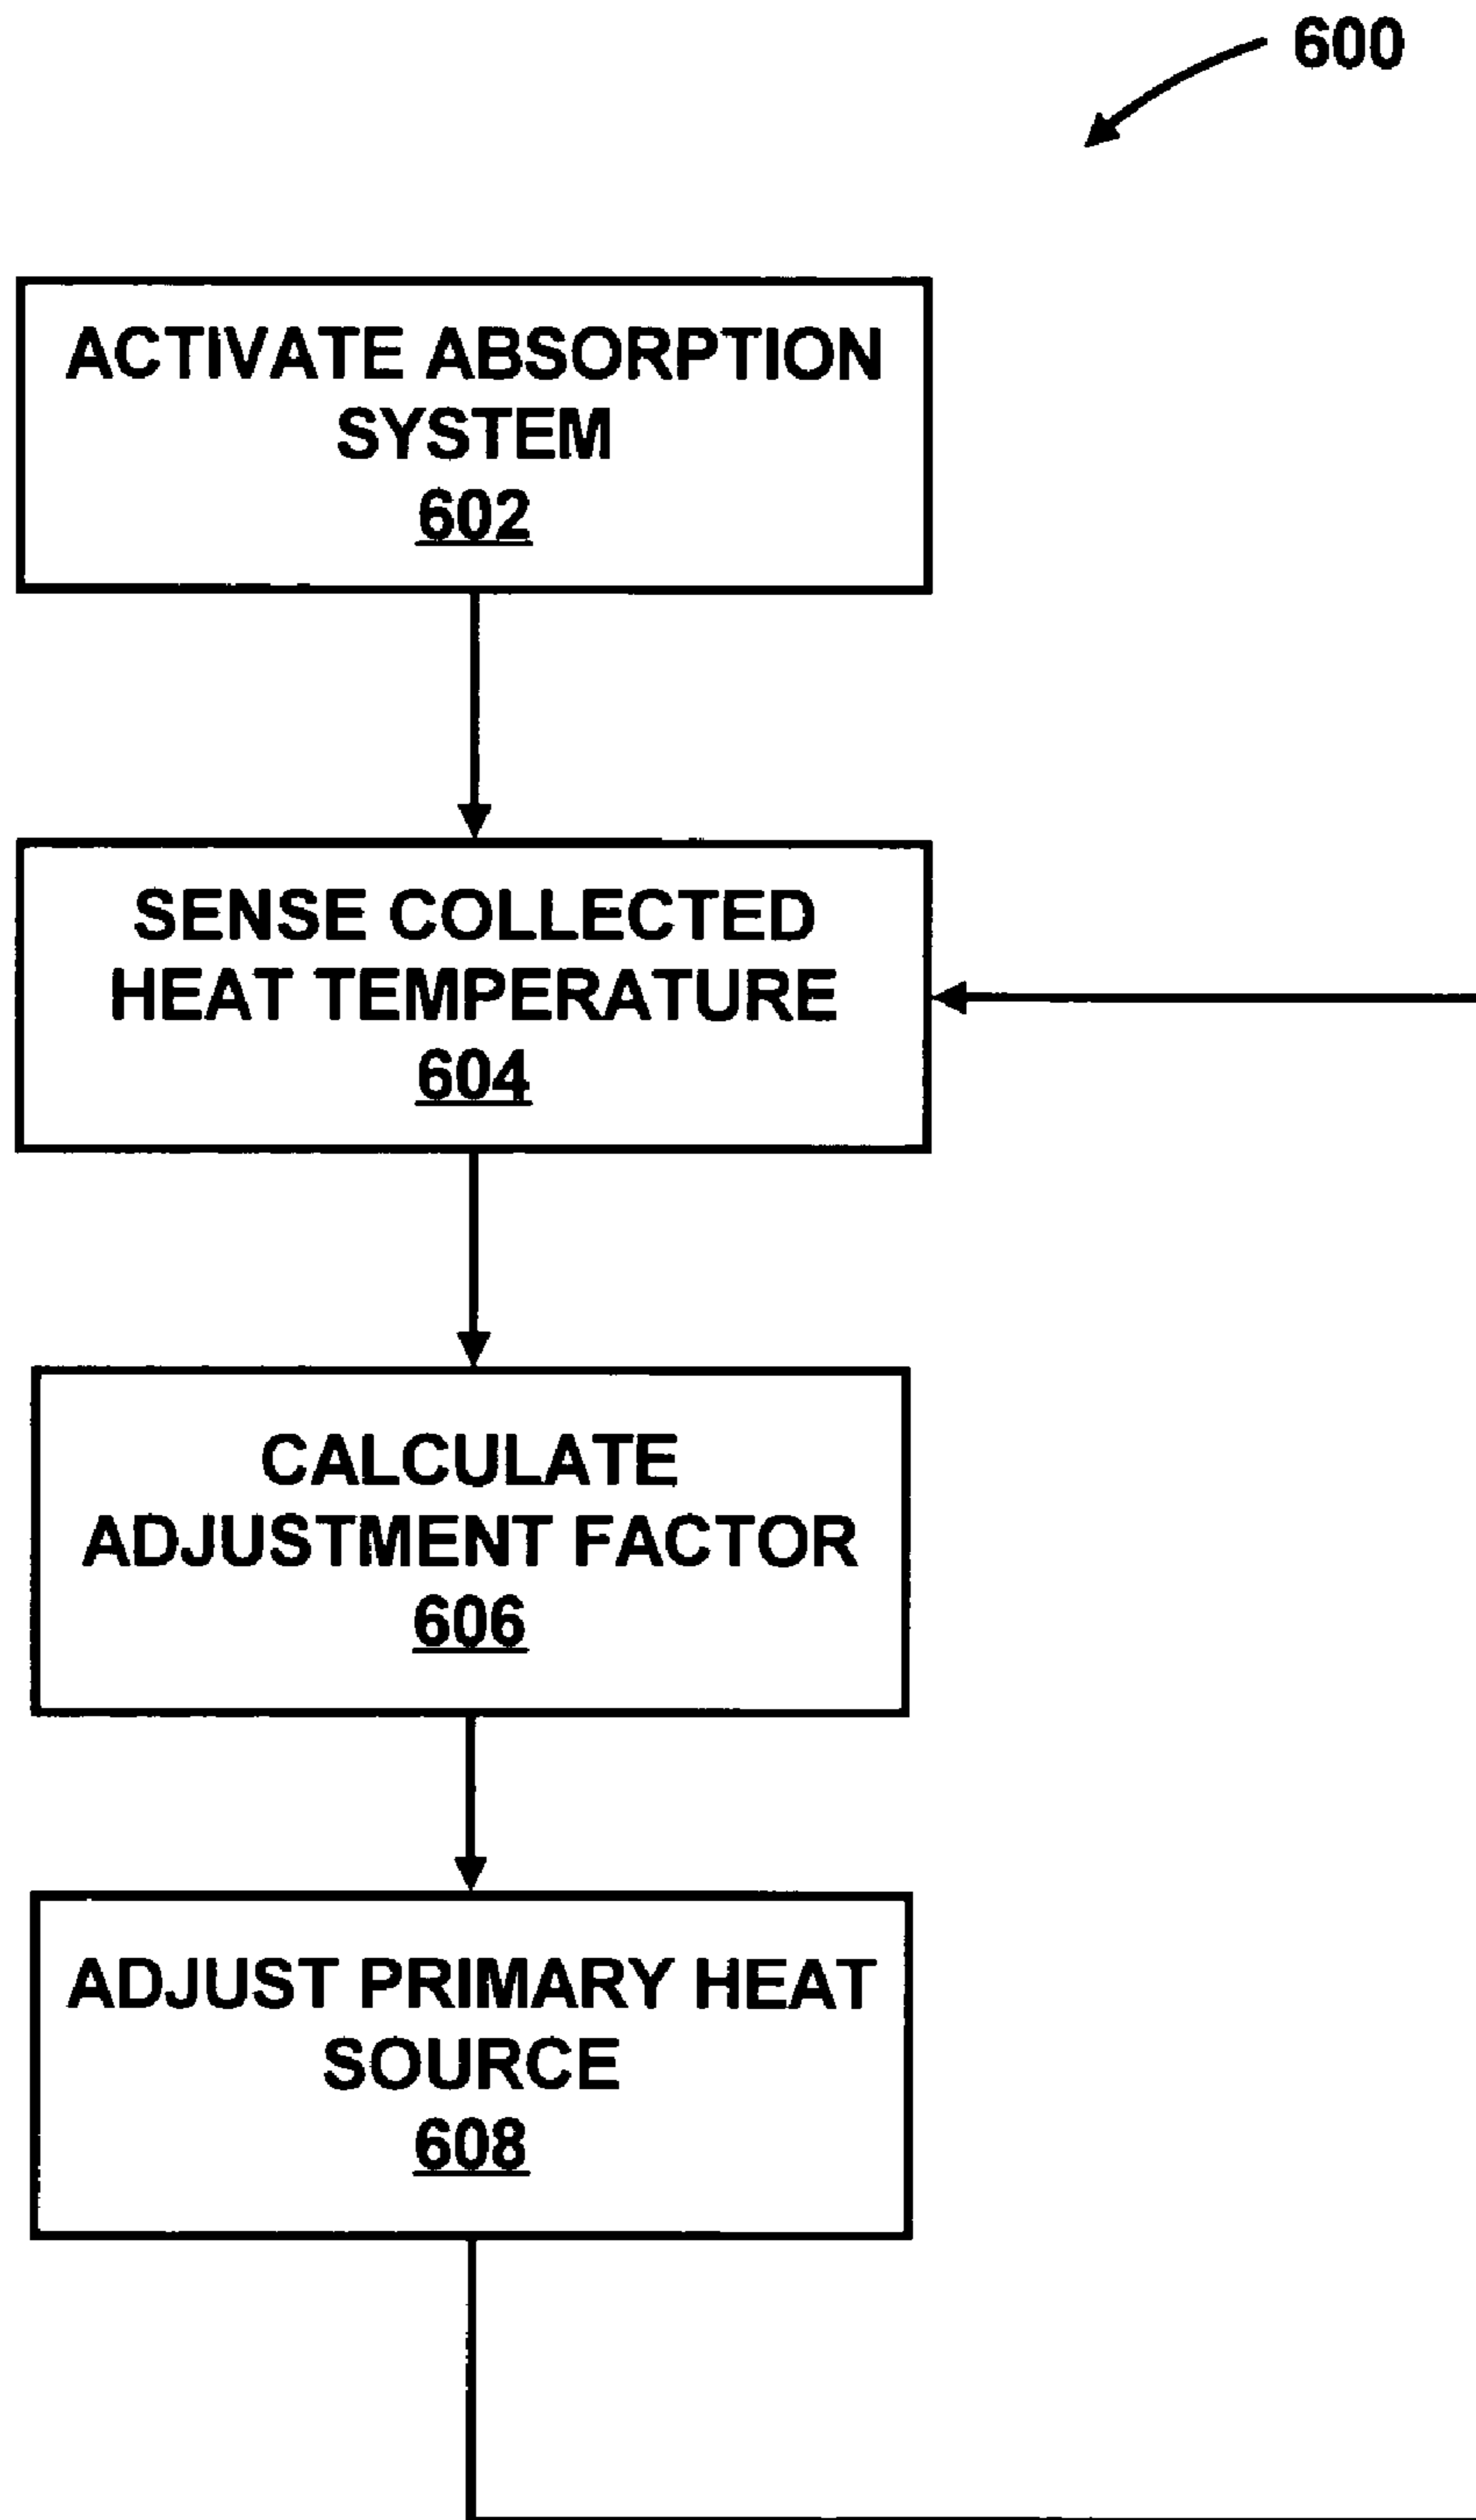 600
ACTIVATE ABSORPTION
SYSTEM
602
SENSE COLLECTED
HEAT TEMPERATURE
604
CALCULATE
ADJUSTMENT FACTOR
606
ADJUST PRIMARY HEAT
SOURCE
608